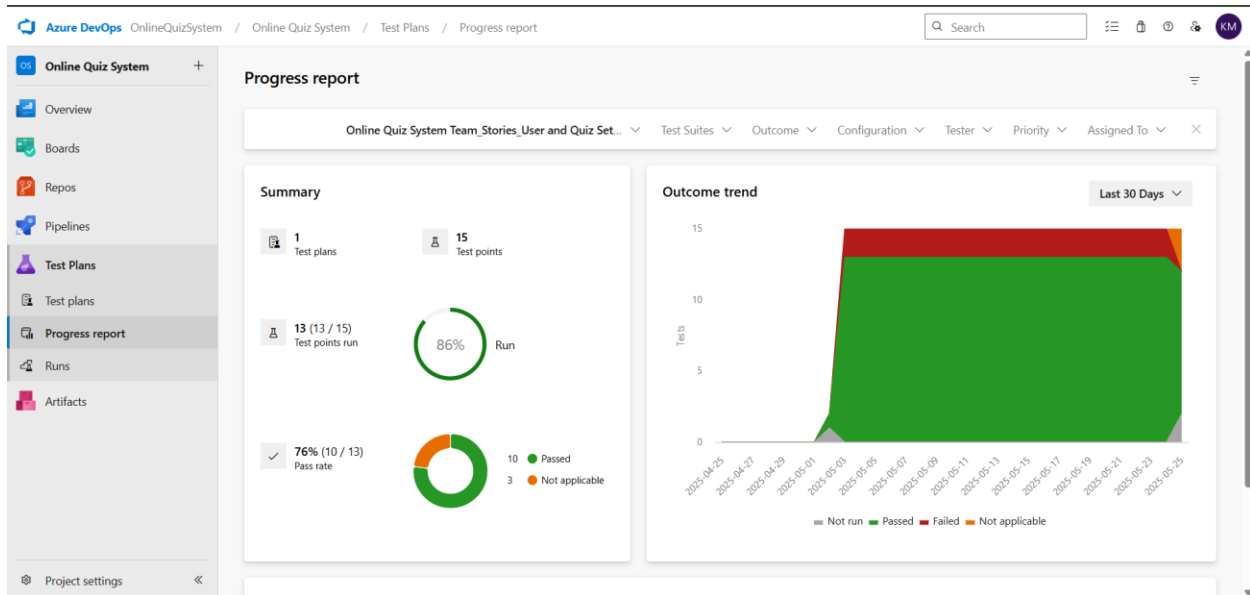 Azure DevOps OnlineQuizSystem / Online Quiz System / Test Plans / Progress report
Search
KM
OS Online Quiz System +
Overview
Boards
Repos
Pipelines
Test Plans
Test plans
Progress report
Runs
Artifacts
Project settings
Progress report
Online Quiz System Team_Stories_User and Quiz Set... Test Suites Outcome Configuration Tester Priority Assigned To
Summary
1
Test plans
15
Test points
13 (13 / 15)
Test points run
86%
Run
76% (10 / 13)
Pass rate
10 Passed
3 Not applicable
Outcome trend
Last 30 Days
15
10
5
0
Tests
2025-04-25
2025-04-27
2025-04-29
2025-05-01
2025-05-03
2025-05-05
2025-05-07
2025-05-09
2025-05-11
2025-05-13
2025-05-15
2025-05-17
2025-05-19
2025-05-21
2025-05-23
2025-05-25
Not run Passed Failed Not applicable